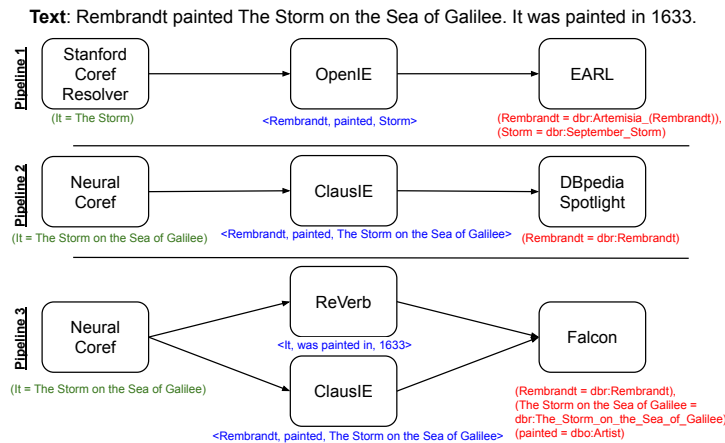 Text: Rembrandt painted The Storm on the Sea of Galilee. It was painted in 1633.
Pipeline 1
Stanford
Coref
Resolver
OpenIE
EARL
(It = The Storm)
<Rembrandt, painted, Storm>
(Rembrandt = dbr:Artemisia_(Rembrandt)),
(Storm = dbr:September_Storm)
Pipeline 2
Neural
Coref
ClausIE
DBpedia
Spotlight
(It = The Storm on the Sea of Galilee)
<Rembrandt, painted, The Storm on the Sea of Galilee>
(Rembrandt = dbr:Rembrandt)
Pipeline 3
Neural
Coref
ReVerb
<It, was painted in, 1633>
ClausIE
Falcon
(It = The Storm on the Sea of Galilee)
<Rembrandt, painted, The Storm on the Sea of Galilee>
(Rembrandt = dbr:Rembrandt),
(The Storm on the Sea of Galilee =
dbr:The_Storm_on_the_Sea_of_Galilee)
(painted = dbo:Artist)